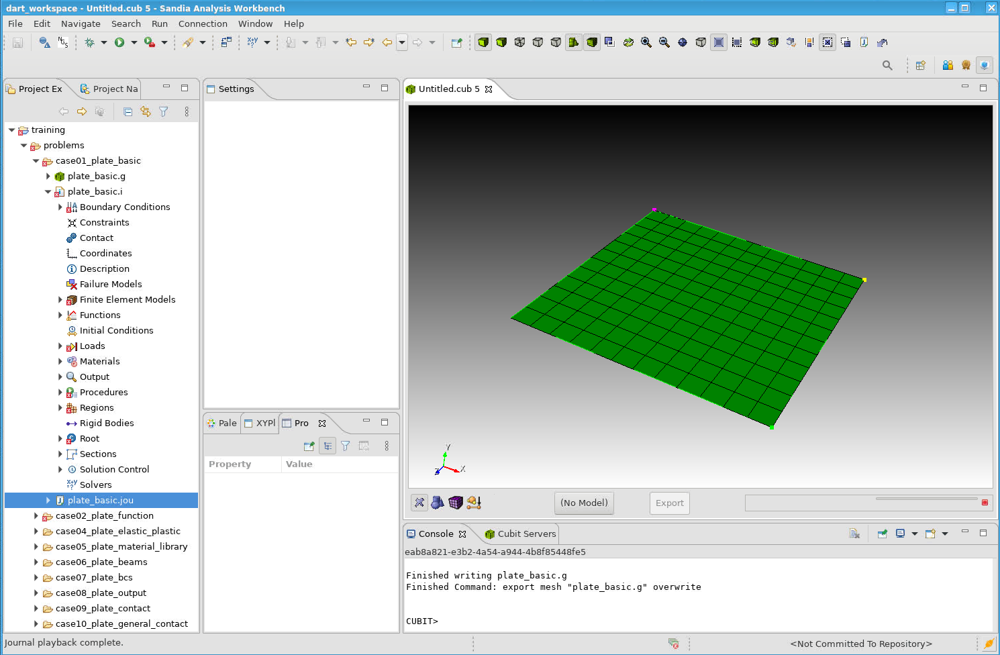 dart_workspace - Untitled.cub 5 - Sandia Analysis Workbench
File Edit Navigate Search Run Connection Window Help
Project Ex
Project Na
training
problems
case01_plate_basic
plate_basic.g
plate_basic.i
Boundary Conditions
Constraints
Contact
Coordinates
Description
Failure Models
Finite Element Models
Functions
Initial Conditions
Loads
Materials
Output
Procedures
Regions
Rigid Bodies
Root
Sections
Solution Control
Solvers
plate_basic.jou
case02_plate_function
case04_plate_elastic_plastic
case05_plate_material_library
case06_plate_beams
case07_plate_bcs
case08_plate_output
case09_plate_contact
case10_plate_general_contact
Settings
Pale XYPl Pro
Property Value
Untitled.cub 5
Y
X
Z
(No Model) Export
Console Cubit Servers
eab8a821-e3b2-4a54-a944-4b8f85448fe5
Finished writing plate_basic.g
Finished Command: export mesh "plate_basic.g" overwrite
CUBIT>
Journal playback complete.
<Not Committed To Repository>